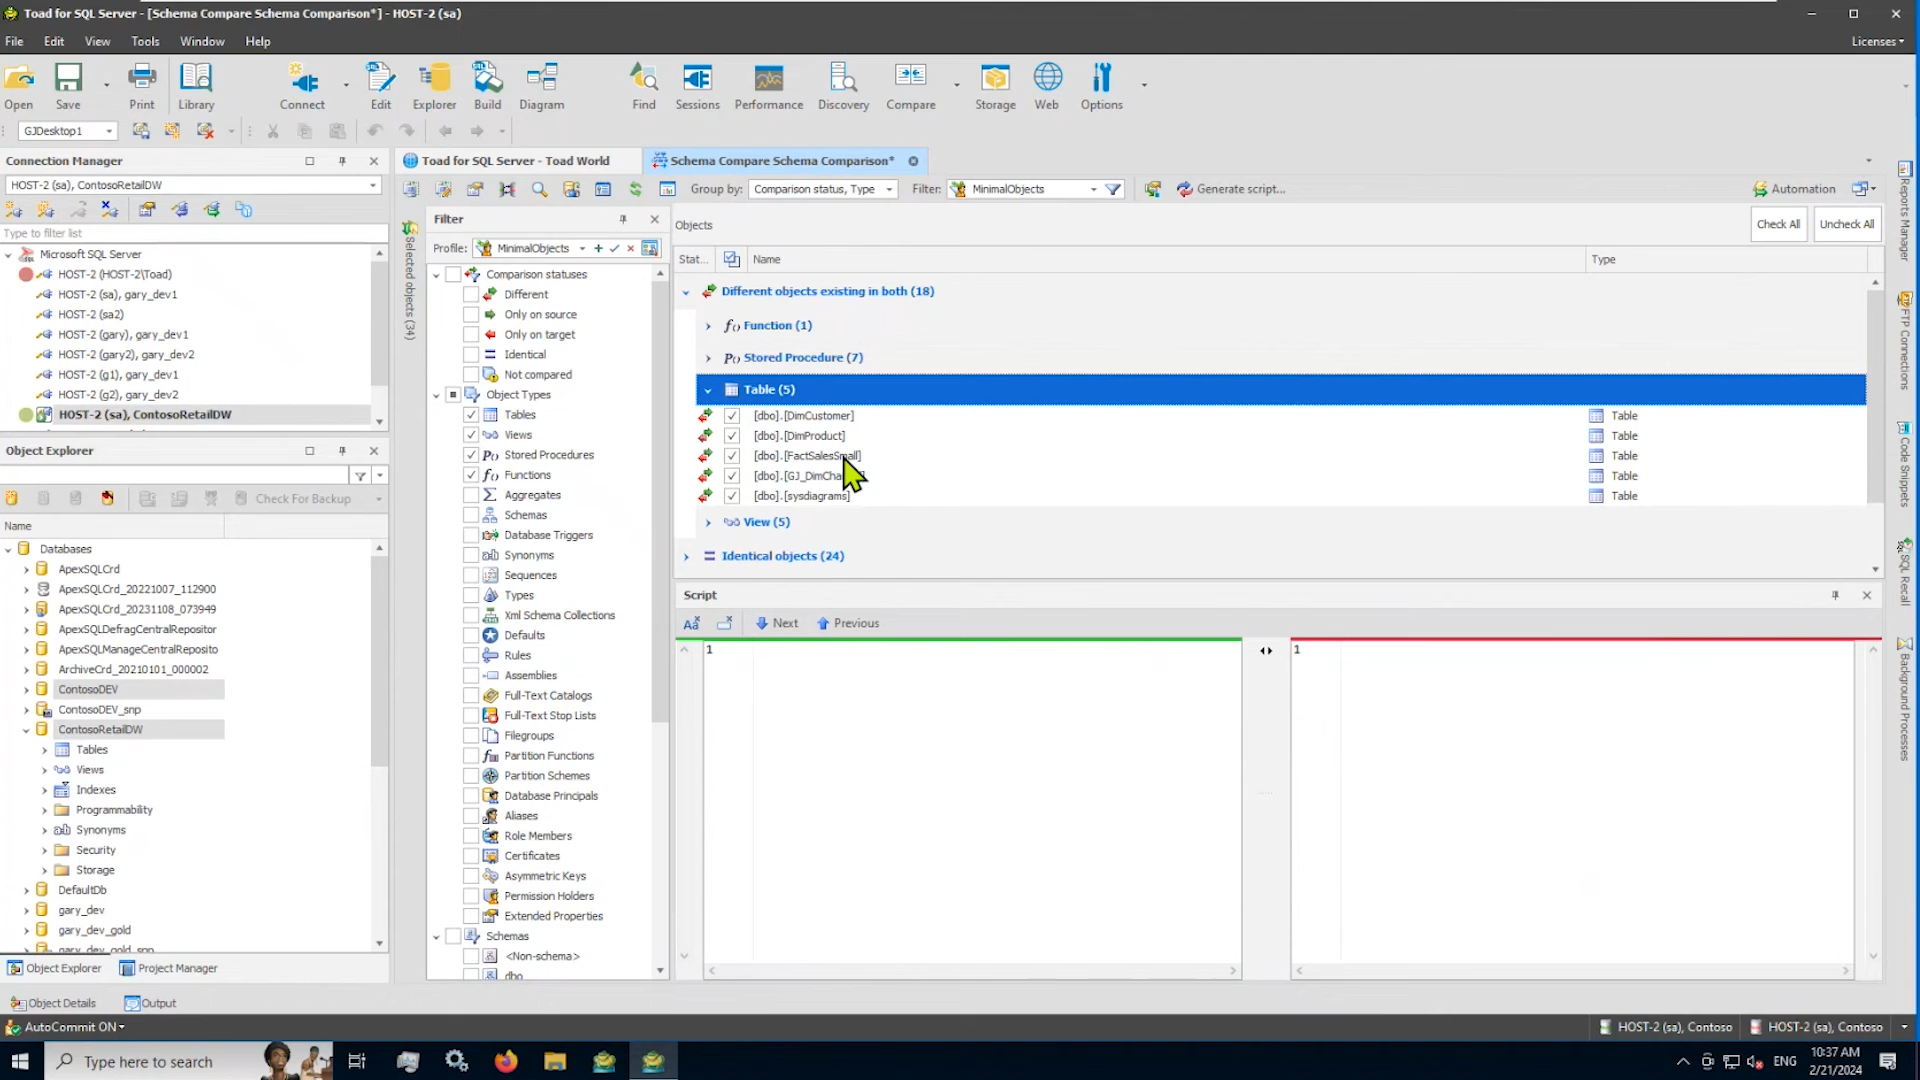 Toad for SQL Server - [Schema Compare Schema Comparison*] - HOST-2 (sa)
File Edit View Tools Window Help
Licenses
Open Save Print Library Connect Edit Explorer Build Diagram Find Sessions Performance Discovery Compare Storage Web Options
GJDesktop1
Connection Manager
HOST-2 (sa), ContosoRetailDW
Type to filter list
Microsoft SQL Server
HOST-2 (HOST-2\Toad)
HOST-2 (sa), gary_dev1
HOST-2 (sa2)
HOST-2 (gary), gary_dev1
HOST-2 (gary2), gary_dev2
HOST-2 (g1), gary_dev1
HOST-2 (g2), gary_dev2
HOST-2 (sa), ContosoRetailDW
Object Explorer
Check For Backup
Name
Databases
ApexSQLCrd
ApexSQLCrd_20221007_112900
ApexSQLCrd_20231108_073949
ApexSQLDefragCentralRepositor
ApexSQLManageCentralReposito
ArchiveCrd_20210101_000002
ContosoDEV
ContosoDEV_snp
ContosoRetailDW
Tables
Views
Indexes
Programmability
Synonyms
Security
Storage
DefaultDb
gary_dev
gary_dev_gold
gary_dev_gold_snp
Object Explorer Project Manager
Object Details Output
AutoCommit ON
Toad for SQL Server - Toad World
Schema Compare Schema Comparison*
Group by: Comparison status, Type Filter: MinimalObjects Generate script... Automation
Selected objects (34)
Filter
Profile: MinimalObjects
Comparison statuses
Different
Only on source
Only on target
Identical
Not compared
Object Types
Tables
Views
Stored Procedures
Functions
Aggregates
Schemas
Database Triggers
Synonyms
Sequences
Types
Xml Schema Collections
Defaults
Rules
Assemblies
Full-Text Catalogs
Full-Text Stop Lists
Filegroups
Partition Functions
Partition Schemes
Database Principals
Aliases
Role Members
Certificates
Asymmetric Keys
Permission Holders
Extended Properties
Schemas
<Non-schema>
dbo
Objects
Check All Uncheck All
Stat... Name Type
Different objects existing in both (18)
Function (1)
Stored Procedure (7)
Table (5)
[dbo].[DimCustomer] Table
[dbo].[DimProduct] Table
[dbo].[FactSalesSmall] Table
[dbo].[GJ_DimCha Table
[dbo].[sysdiagrams] Table
View (5)
Identical objects (24)
Script
Next Previous
1
1
Reports Manager
FTP Connections
Code Snippets
SQL Recall
Background Processes
HOST-2 (sa), Contoso HOST-2 (sa), Contoso
Type here to search
ENG
10:37 AM
2/21/2024